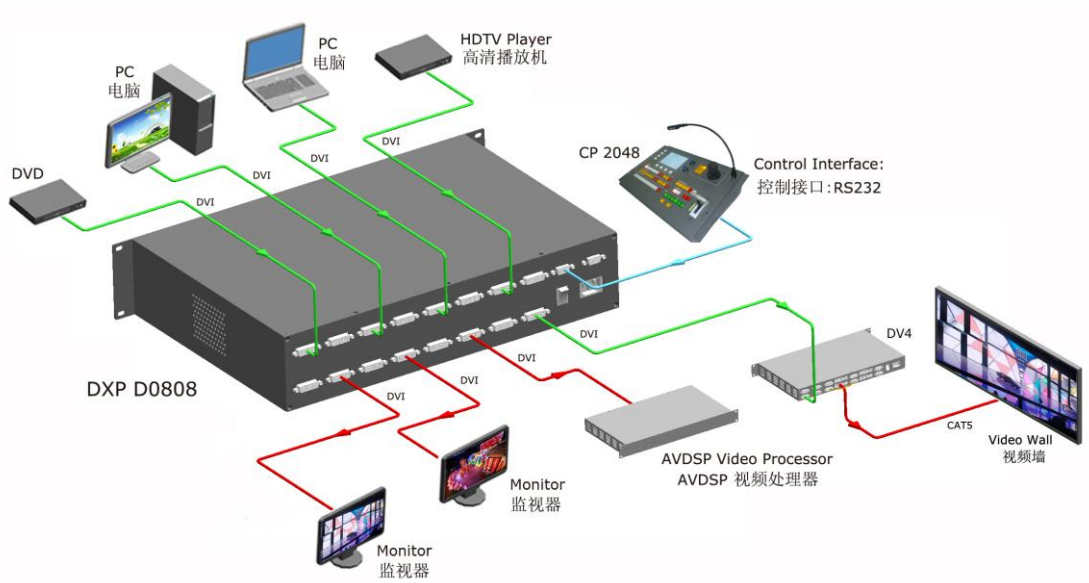 HDTV Player
高清播放机
PC
电脑
PC
电脑
DVD
DVI
DVI
DVI
DVI
CP 2048
Control Interface:
控制接口:RS232
DXP D0808
DVI
DVI
DVI
DVI
DV4
CAT5
Video Wall
视频墙
AVDSP Video Processor
AVDSP 视频处理器
Monitor
监视器
Monitor
监视器